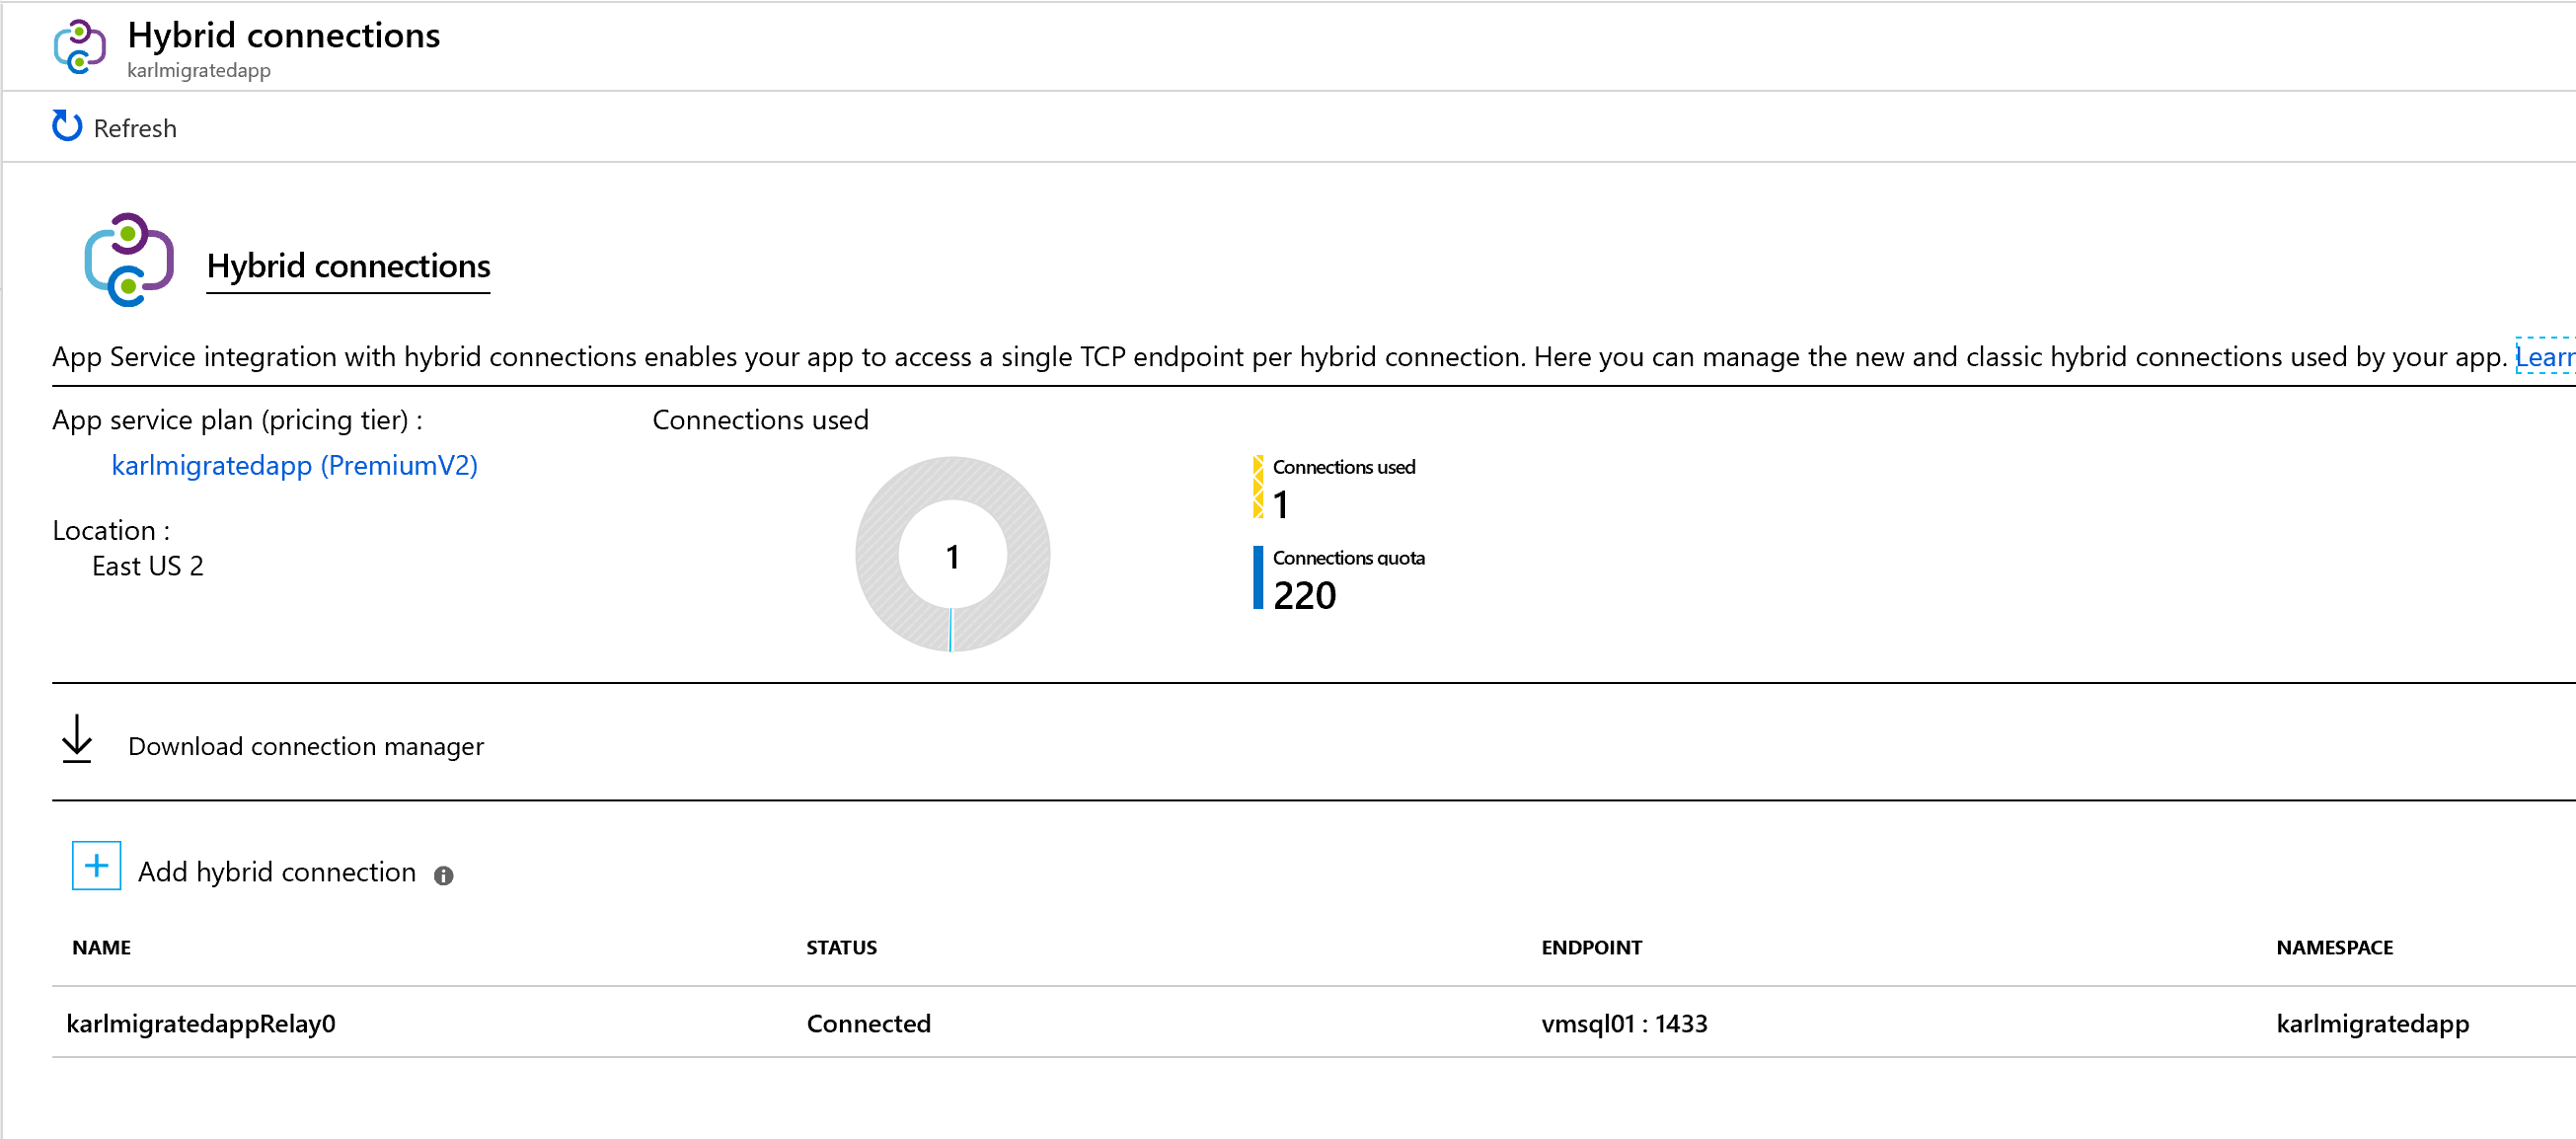 Hybrid connections
karlmigratedapp
Refresh
Hybrid connections
App Service integration with hybrid connections enables your app to access a single TCP endpoint per hybrid connection. Here you can manage the new and classic hybrid connections used by your app. Learn
App service plan (pricing tier) :
karlmigratedapp (PremiumV2)
Location :
East US 2
Connections used
1
Connections used
1
Connections quota
220
Download connection manager
Add hybrid connection
NAME STATUS ENDPOINT NAMESPACE
karlmigratedappRelay0 Connected vmsql01 : 1433 karlmigratedapp